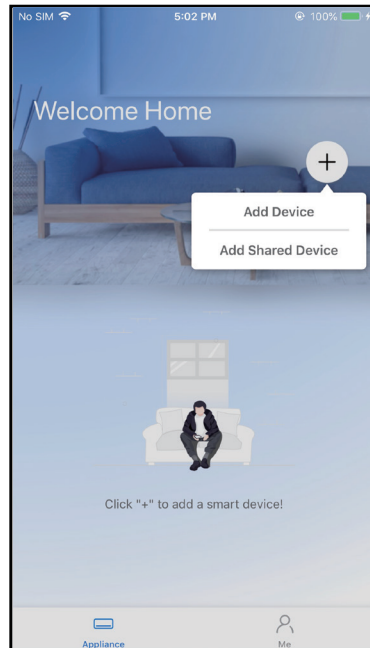 No SIM 5:02 PM 100%
Welcome Home
+
Add Device
Add Shared Device
Click "+" to add a smart device!
Appliance Me